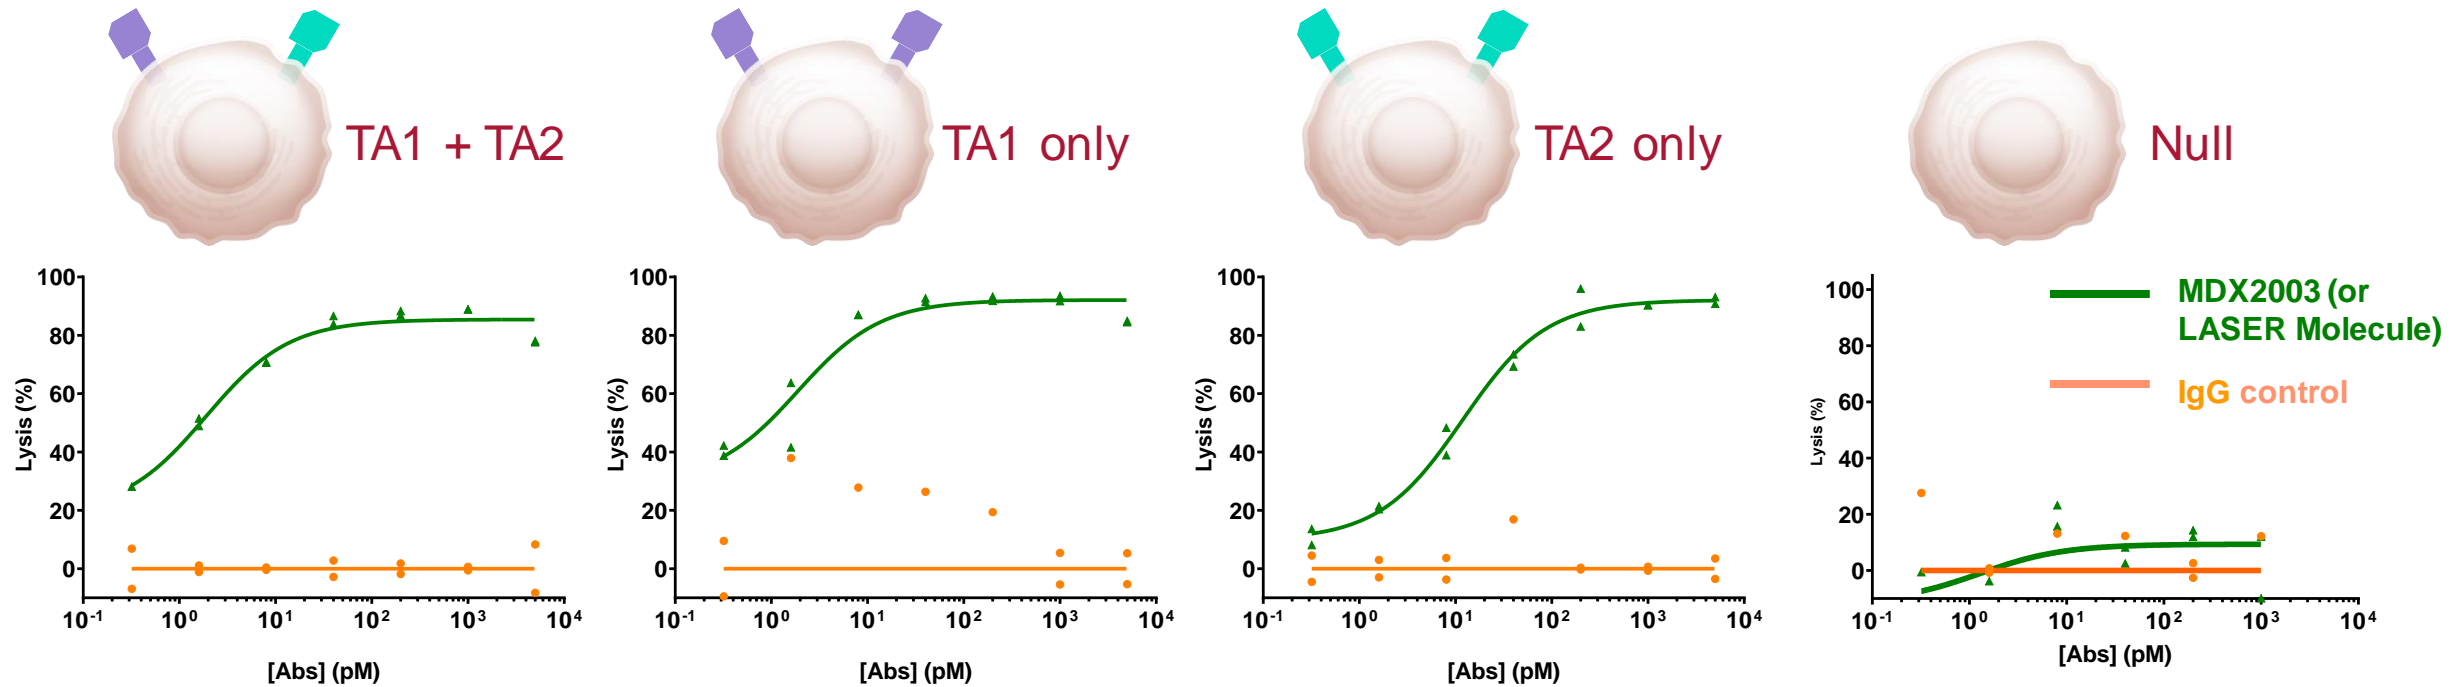 TA1 + TA2
TA1 only
TA2 only
Null
100
80
60
40
20
0
Lysis (%)
10-1 100 101 102 103 104
[Abs] (pM)
100
80
60
40
20
0
Lysis (%)
10-1 100 101 102 103 104
[Abs] (pM)
100
80
60
40
20
0
Lysis (%)
10-1 100 101 102 103 104
[Abs] (pM)
100
80
60
40
20
0
Lysis (%)
10-1 100 101 102 103 104
[Abs] (pM)
MDX2003 (or
LASER Molecule)
IgG control